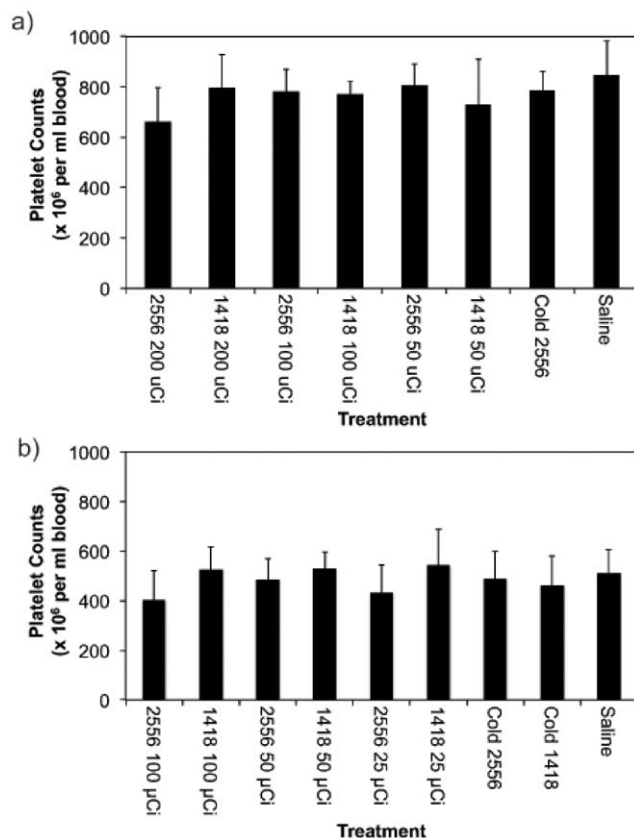 a)
1000
800
600
400
200
0
Platelet Counts
(x 10⁶ per ml blood)
2556 200 uCi
1418 200 uCi
2556 100 uCi
1418 100 uCi
2556 50 uCi
1418 50 uCi
Cold 2556
Saline
Treatment
b)
1000
800
600
400
200
0
Platelet Counts
(x 10⁶ per ml blood)
2556 100 µCi
1418 100 µCi
2556 50 µCi
1418 50 µCi
2556 25 µCi
1418 25 µCi
Cold 2556
Cold 1418
Saline
Treatment